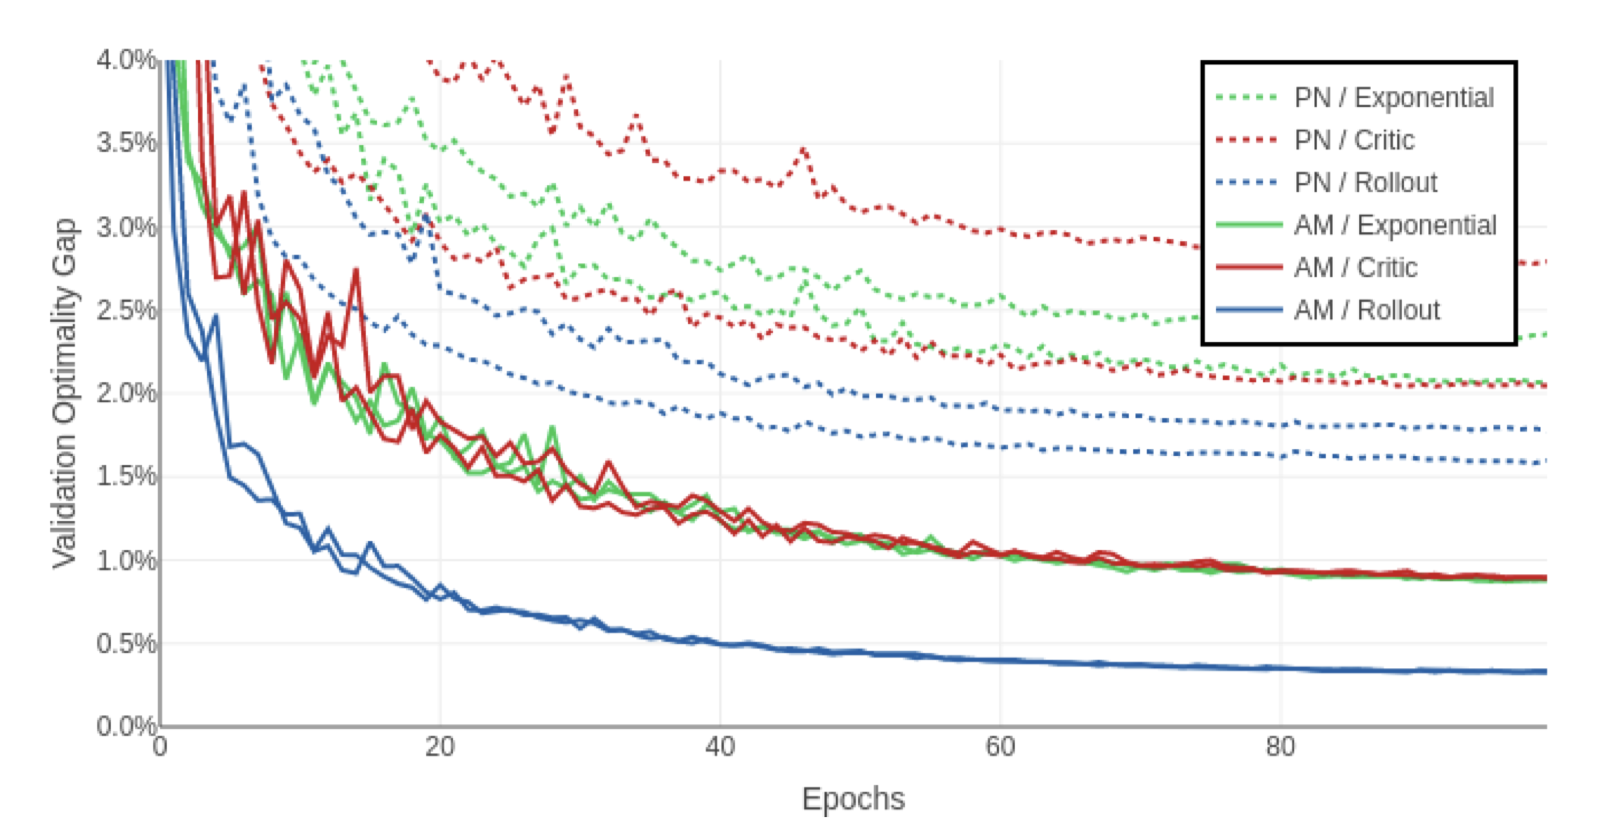 4.0%
3.5%
3.0%
2.5%
2.0%
1.5%
1.0%
0.5%
0.0%
Validation Optimality Gap
PN / Exponential
PN / Critic
PN / Rollout
AM / Exponential
AM / Critic
AM / Rollout
0 20 40 60 80
Epochs